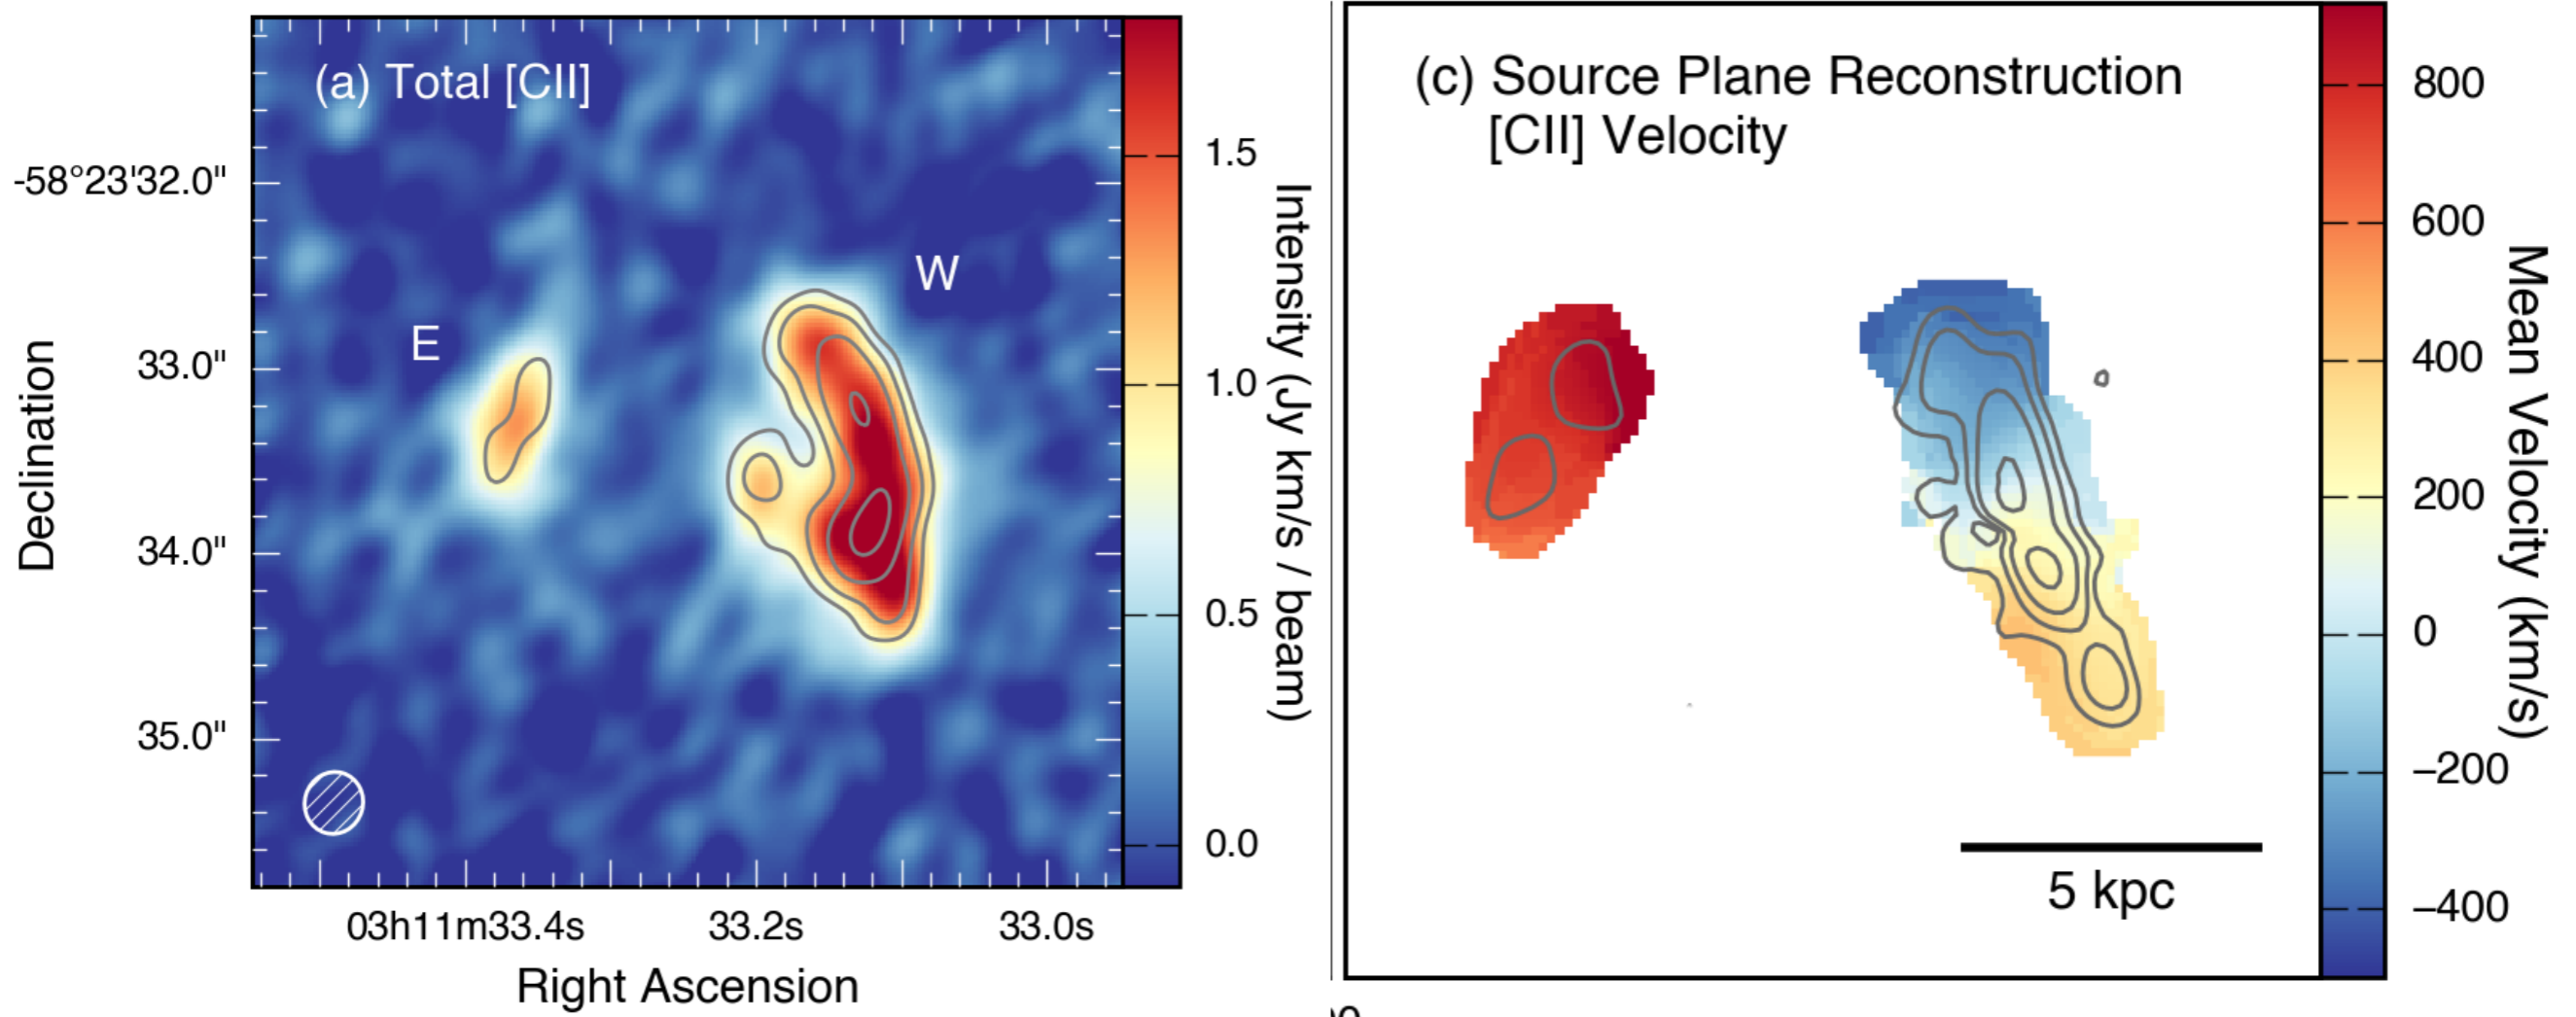 (a) Total [CII]
E
W
-58°23'32.0"
33.0"
34.0"
35.0"
Declination
03h11m33.4s
33.2s
33.0s
Right Ascension
1.5
1.0
0.5
0.0
Intensity (Jy km/s / beam)
(c) Source Plane Reconstruction
[CII] Velocity
5 kpc
800
600
400
200
0
−200
−400
Mean Velocity (km/s)